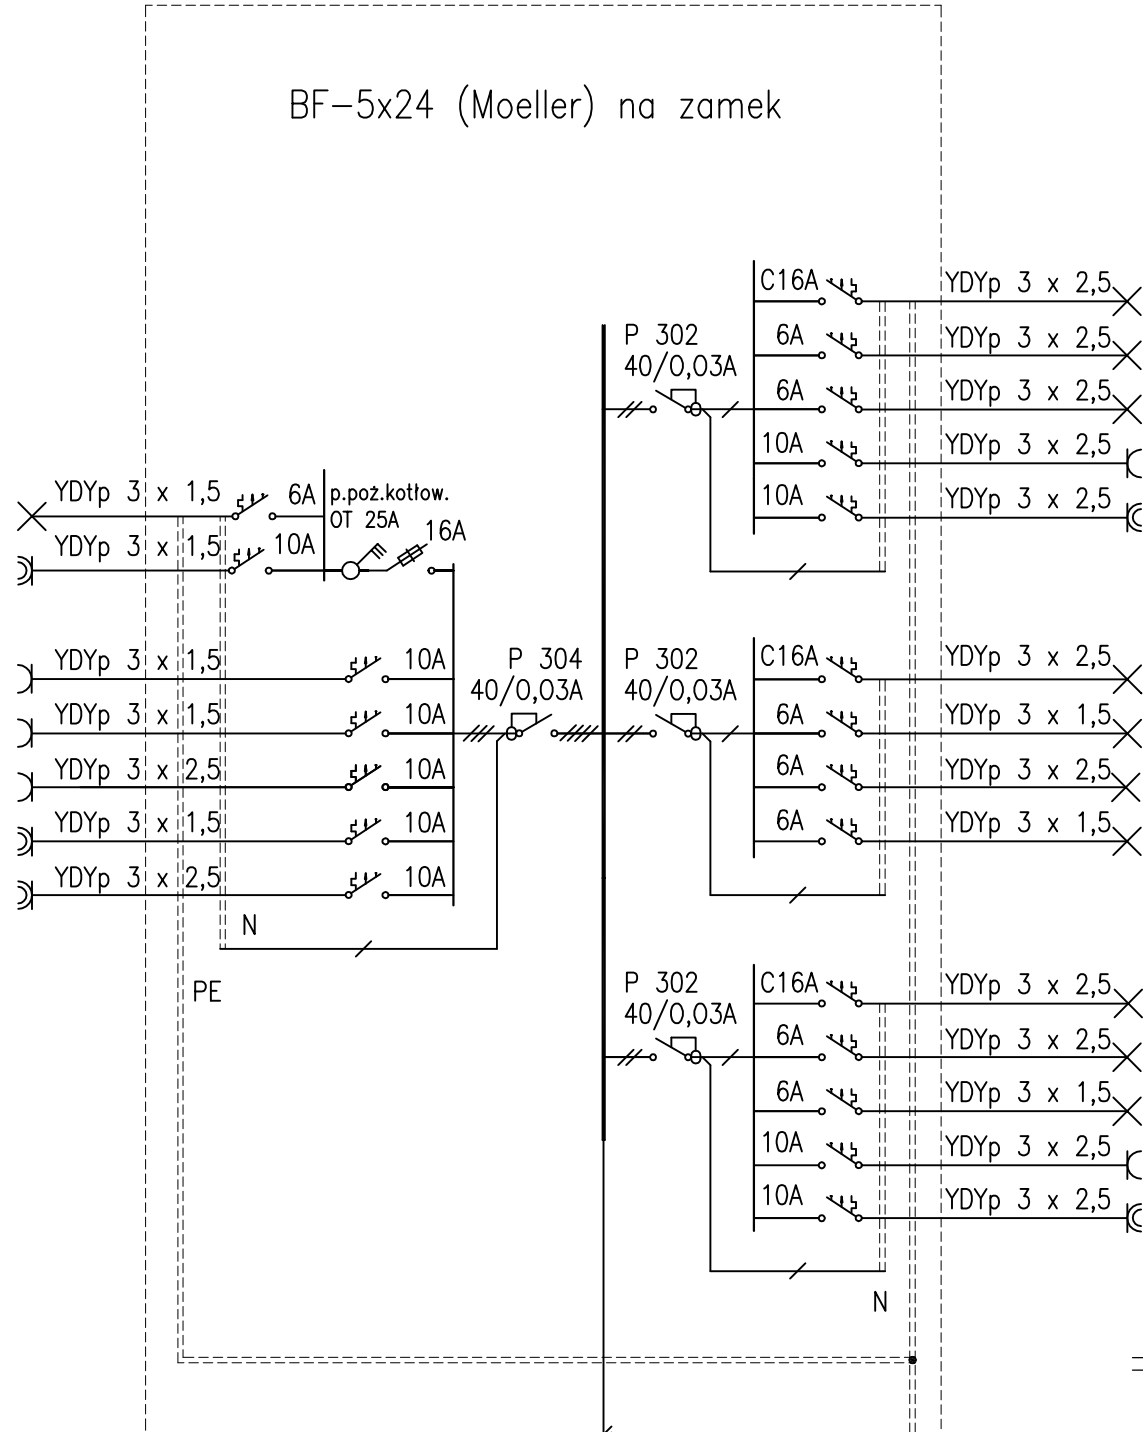 BF-5x24 (Moeller) na zamek
C16A
YDYp 3 x 2,5
P 302
40/0,03A
6A
YDYp 3 x 2,5
6A
YDYp 3 x 2,5
10A
YDYp 3 x 2,5
10A
YDYp 3 x 2,5
YDYp 3 x 1,5
6A
p.poż.kotłow.
OT 25A
16A
YDYp 3 x 1,5
10A
YDYp 3 x 1,5
10A
YDYp 3 x 1,5
10A
YDYp 3 x 2,5
10A
YDYp 3 x 1,5
10A
YDYp 3 x 2,5
10A
P 304
40/0,03A
N
PE
P 302
40/0,03A
C16A
YDYp 3 x 2,5
6A
YDYp 3 x 1,5
6A
YDYp 3 x 2,5
6A
YDYp 3 x 1,5
P 302
40/0,03A
C16A
YDYp 3 x 2,5
6A
YDYp 3 x 2,5
6A
YDYp 3 x 1,5
10A
YDYp 3 x 2,5
10A
YDYp 3 x 2,5
N